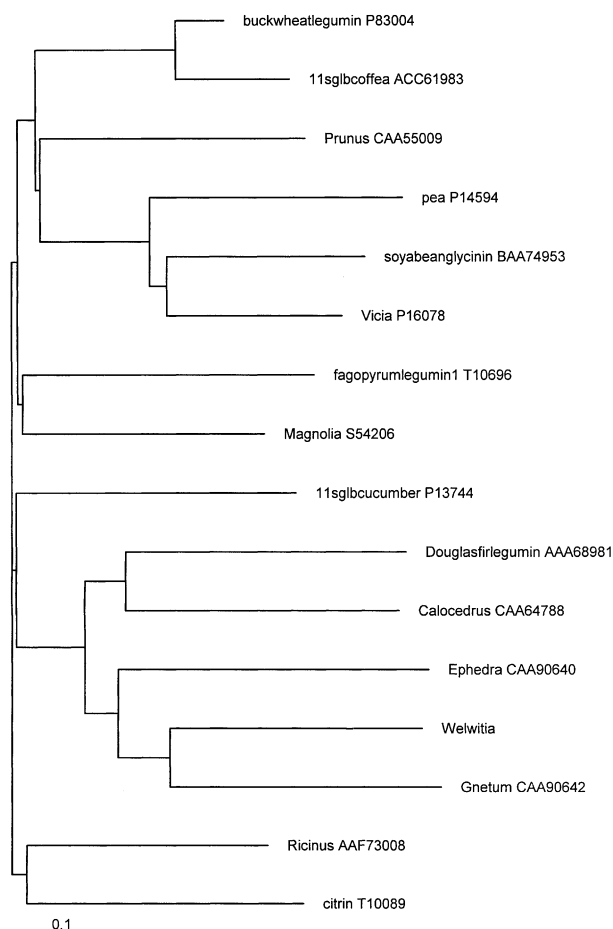 buckwheatlegumin P83004
11sglbcoffea ACC61983
Prunus CAA55009
pea P14594
soyabeanglycinin BAA74953
Vicia P16078
fagopyrumlegumin1 T10696
Magnolia S54206
11sglbcucumber P13744
Douglasfirlegumin AAA68981
Calocedrus CAA64788
Ephedra CAA90640
Welwitia
Gnetum CAA90642
Ricinus AAF73008
citrin T10089
0.1